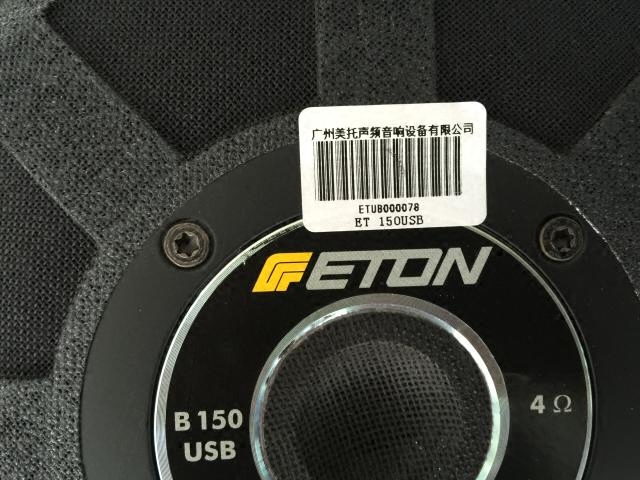 广州美托声频音响设备有限公司
ETUB000078
ET 150USB
ETON
B 150
USB
4 Ω